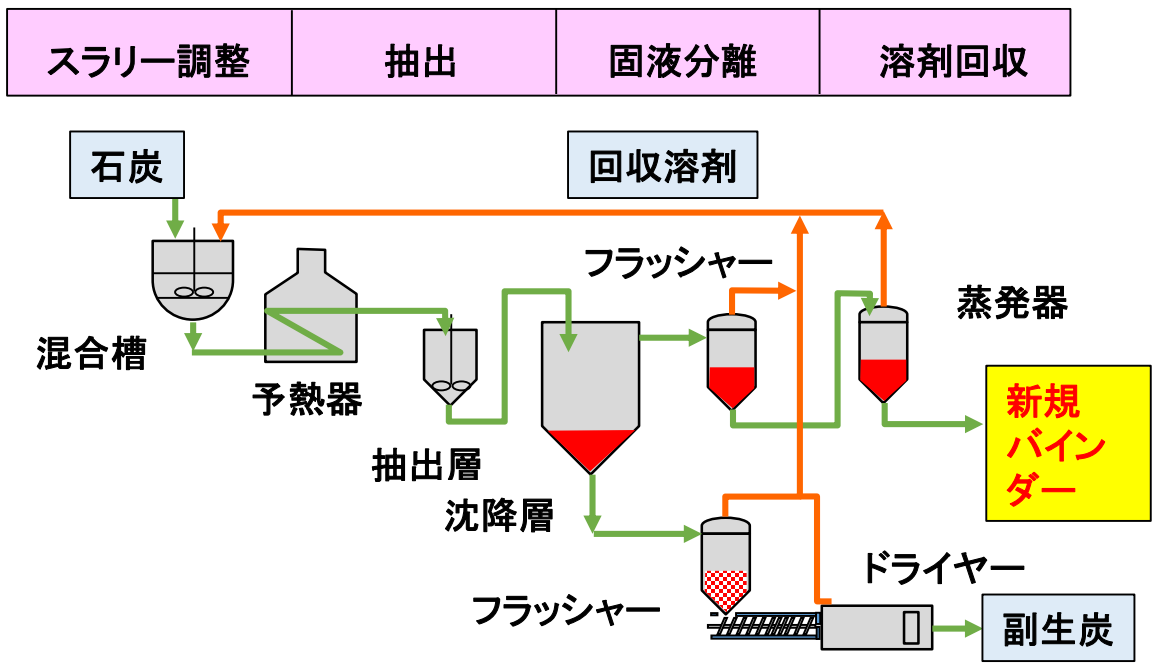 スラリー調整
抽出
固液分離
溶剤回収
石炭
回収溶剤
フラッシャー
蒸発器
混合槽
予熱器
新規
バイン
ダー
抽出層
沈降層
ドライヤー
フラッシャー
副生炭